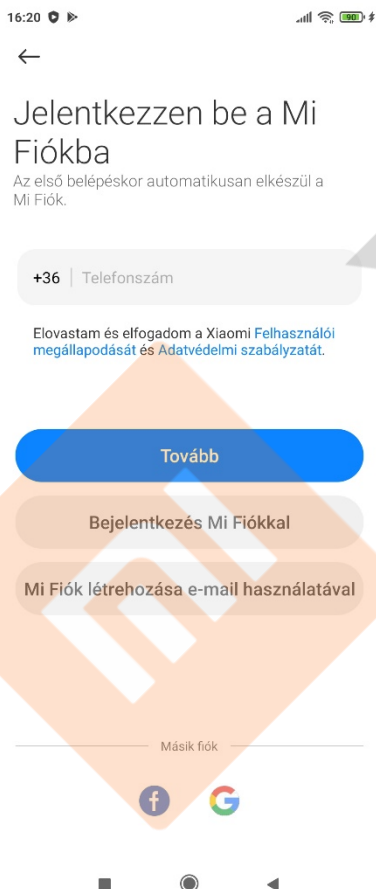 16:20
90
Jelentkezzen be a Mi
Fiókba
Az első belépéskor automatikusan elkészül a
Mi Fiók.
+36 Telefonszám
Elovastam és elfogadom a Xiaomi Felhasználói
megállapodását és Adatvédelmi szabályzatát.
Tovább
Bejelentkezés Mi Fiókkal
Mi Fiók létrehozása e-mail használatával
Másik fiók